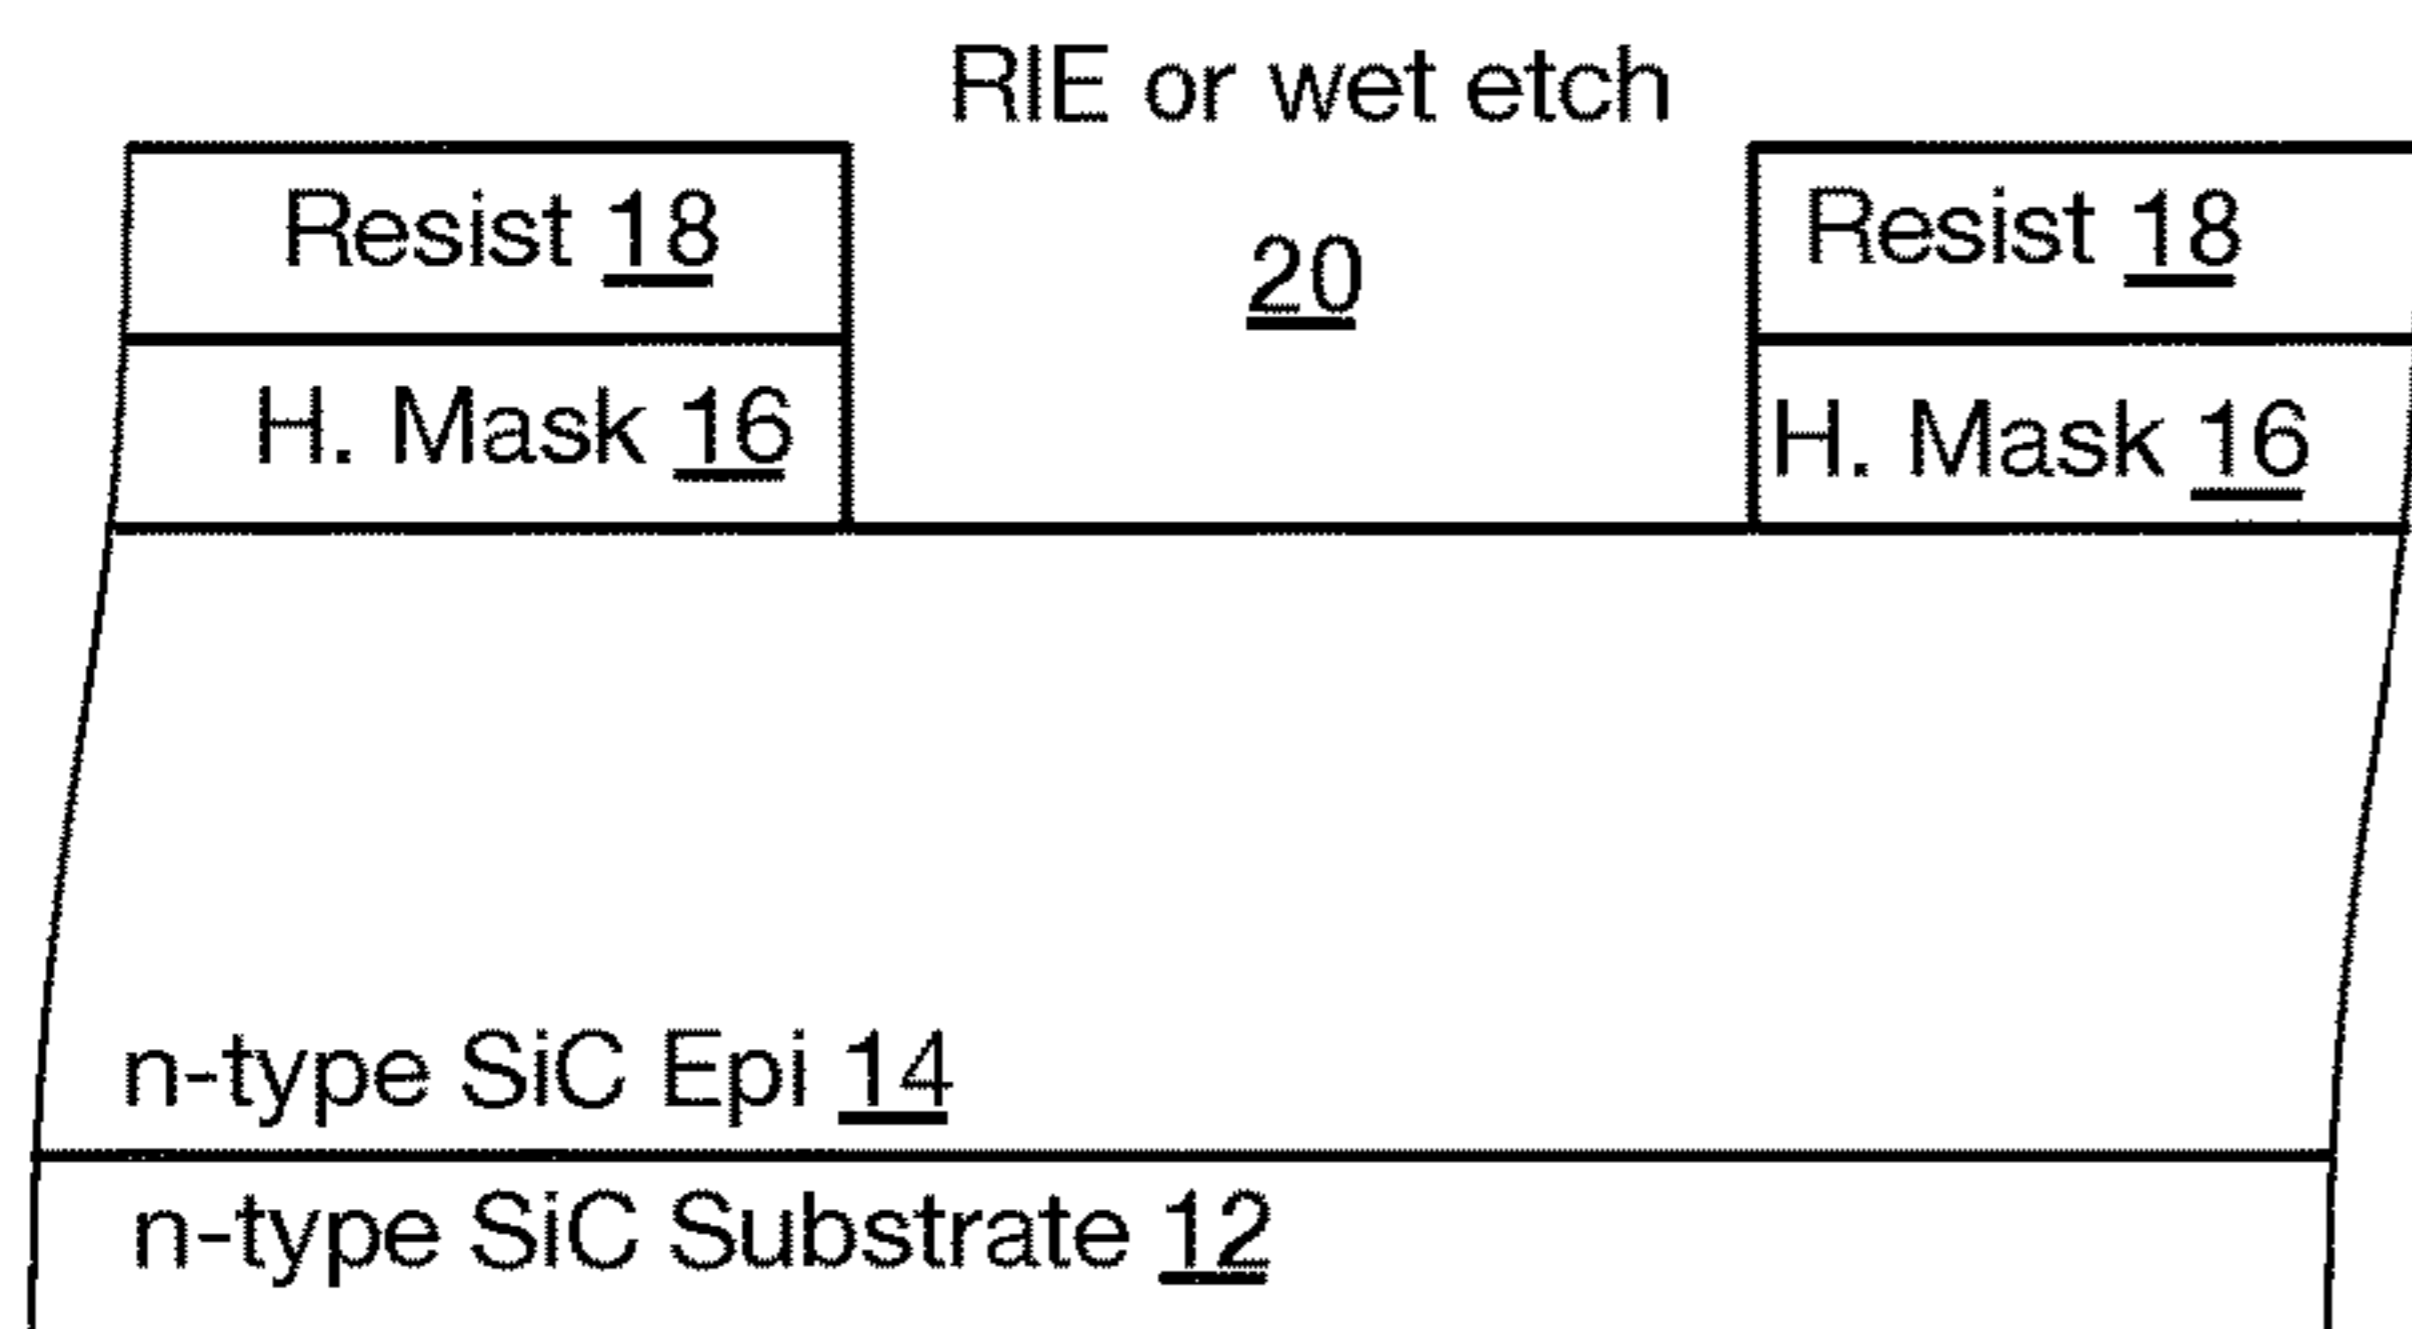 RIE or wet etch
Resist 18
20
Resist 18
H. Mask 16
H. Mask 16
n-type SiC Epi 14
n-type SiC Substrate 12